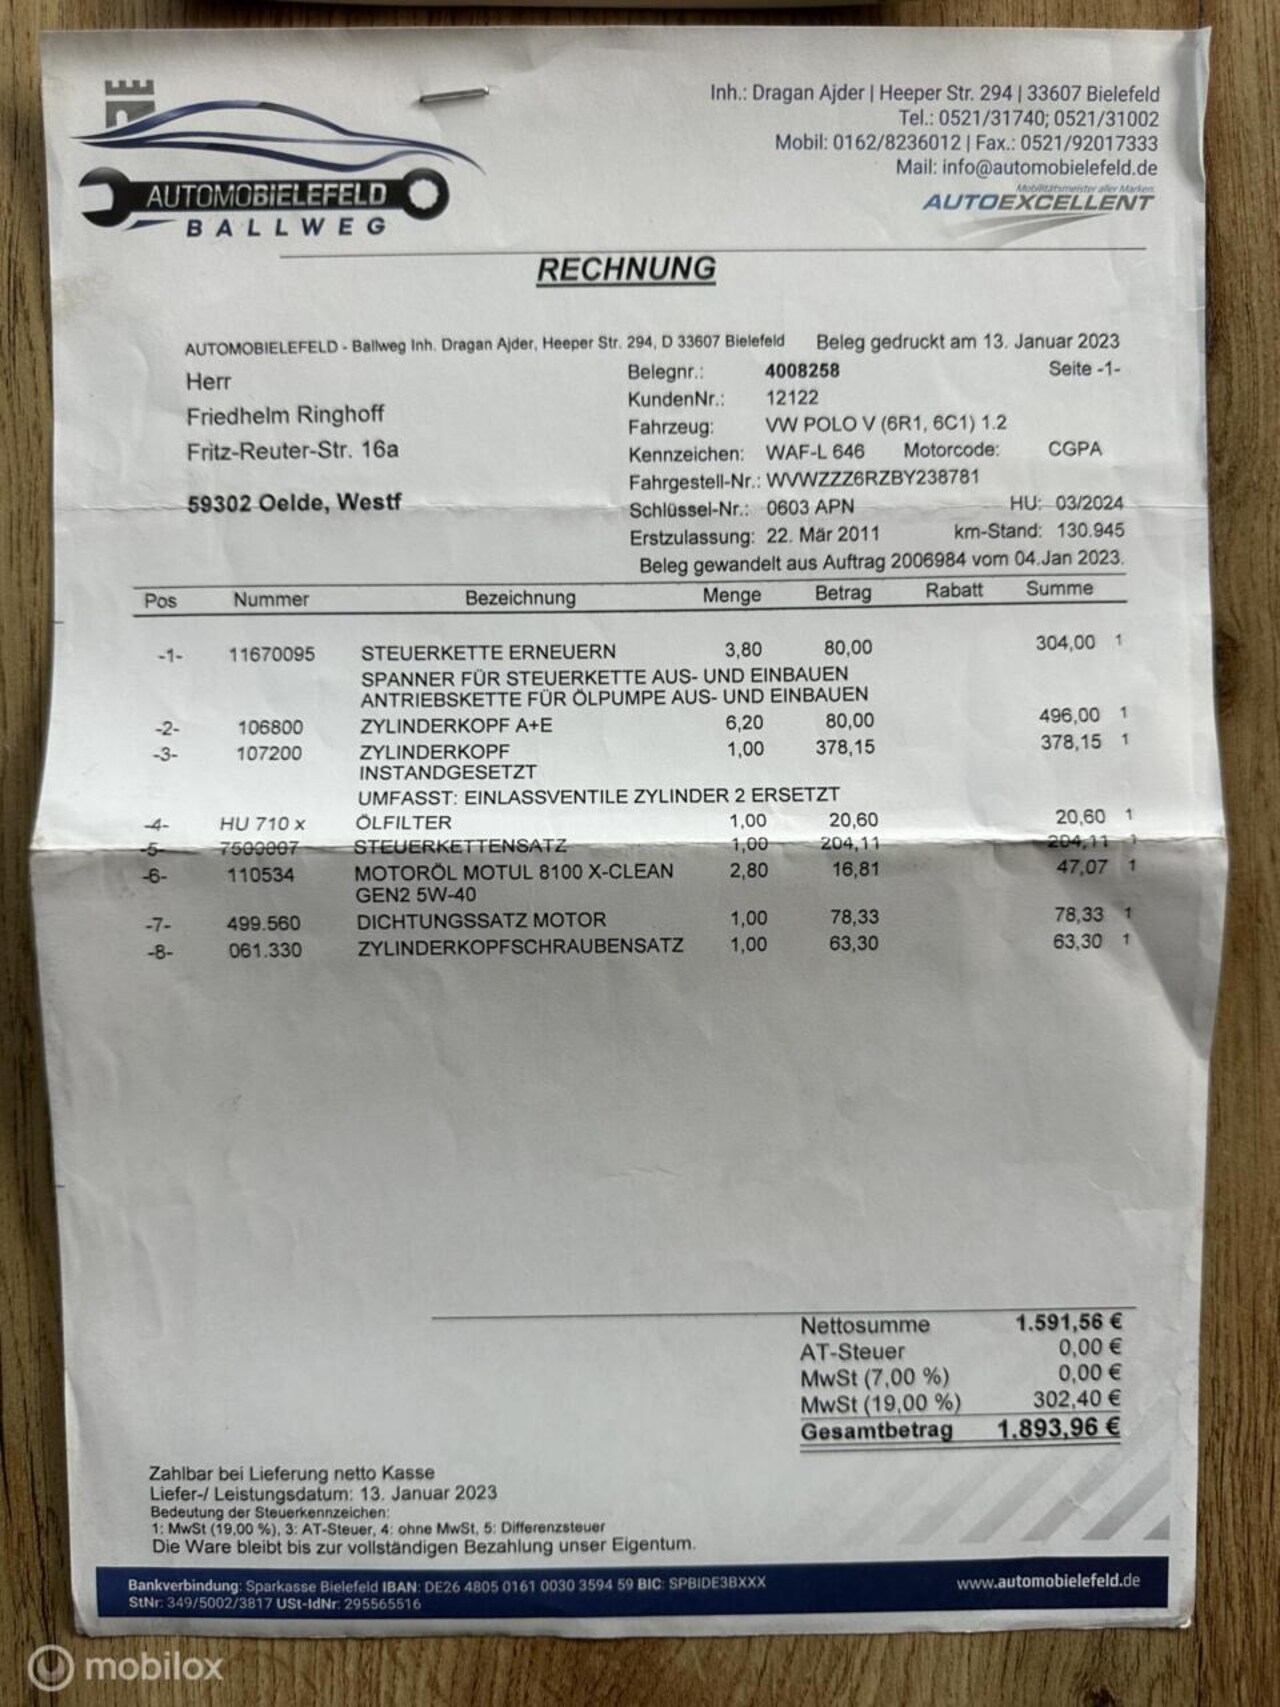 Inh.: Dragan Ajder | Heeper Str. 294 | 33607 Bielefeld
Tel.: 0521/31740; 0521/31002
Mobil: 0162/8236012 | Fax.: 0521/92017333
Mail: info@automobielefeld.de
Mobilitätsmeister aller Marken.
AUTOEXCELLENT
AUTOMOBIELEFELD
BALLWEG
RECHNUNG
AUTOMOBIELEFELD - Ballweg Inh. Dragan Ajder, Heeper Str. 294, D 33607 Bielefeld Beleg gedruckt am 13. Januar 2023
Herr
Friedhelm Ringhoff
Fritz-Reuter-Str. 16a
59302 Oelde, Westf
Belegnr.: 4008258 Seite -1-
KundenNr.: 12122
Fahrzeug: VW POLO V (6R1, 6C1) 1.2
Kennzeichen: WAF-L 646 Motorcode: CGPA
Fahrgestell-Nr.: WVWZZZ6RZBY238781
Schlüssel-Nr.: 0603 APN HU: 03/2024
Erstzulassung: 22. Mär 2011 km-Stand: 130.945
Beleg gewandelt aus Auftrag 2006984 vom 04.Jan 2023.
Pos Nummer Bezeichnung Menge Betrag Rabatt Summe
-1- 11670095 STEUERKETTE ERNEUERN 3,80 80,00 304,00 1
SPANNER FÜR STEUERKETTE AUS- UND EINBAUEN
ANTRIEBSKETTE FÜR ÖLPUMPE AUS- UND EINBAUEN
-2- 106800 ZYLINDERKOPF A+E 6,20 80,00 496,00 1
-3- 107200 ZYLINDERKOPF 1,00 378,15 378,15 1
INSTANDGESETZT
UMFASST: EINLASSVENTILE ZYLINDER 2 ERSETZT
-4- HU 710 x ÖLFILTER 1,00 20,60 20,60 1
-5- 7500007 STEUERKETTENSATZ 1,00 204,11 204,11 1
-6- 110534 MOTORÖL MOTUL 8100 X-CLEAN 2,80 16,81 47,07 1
GEN2 5W-40
-7- 499.560 DICHTUNGSSATZ MOTOR 1,00 78,33 78,33 1
-8- 061.330 ZYLINDERKOPFSCHRAUBENSATZ 1,00 63,30 63,30 1
Nettosumme 1.591,56 €
AT-Steuer 0,00 €
MwSt (7,00 %) 0,00 €
MwSt (19,00 %) 302,40 €
Gesamtbetrag 1.893,96 €
Zahlbar bei Lieferung netto Kasse
Liefer-/ Leistungsdatum: 13. Januar 2023
Bedeutung der Steuerkennzeichen:
1: MwSt (19,00 %), 3: AT-Steuer, 4: ohne MwSt, 5: Differenzsteuer
Die Ware bleibt bis zur vollständigen Bezahlung unser Eigentum.
Bankverbindung: Sparkasse Bielefeld IBAN: DE26 4805 0161 0030 3594 59 BIC: SPBIDE3BXXX
StNr: 349/5002/3817 USt-IdNr: 295565516
www.automobielefeld.de
mobilox